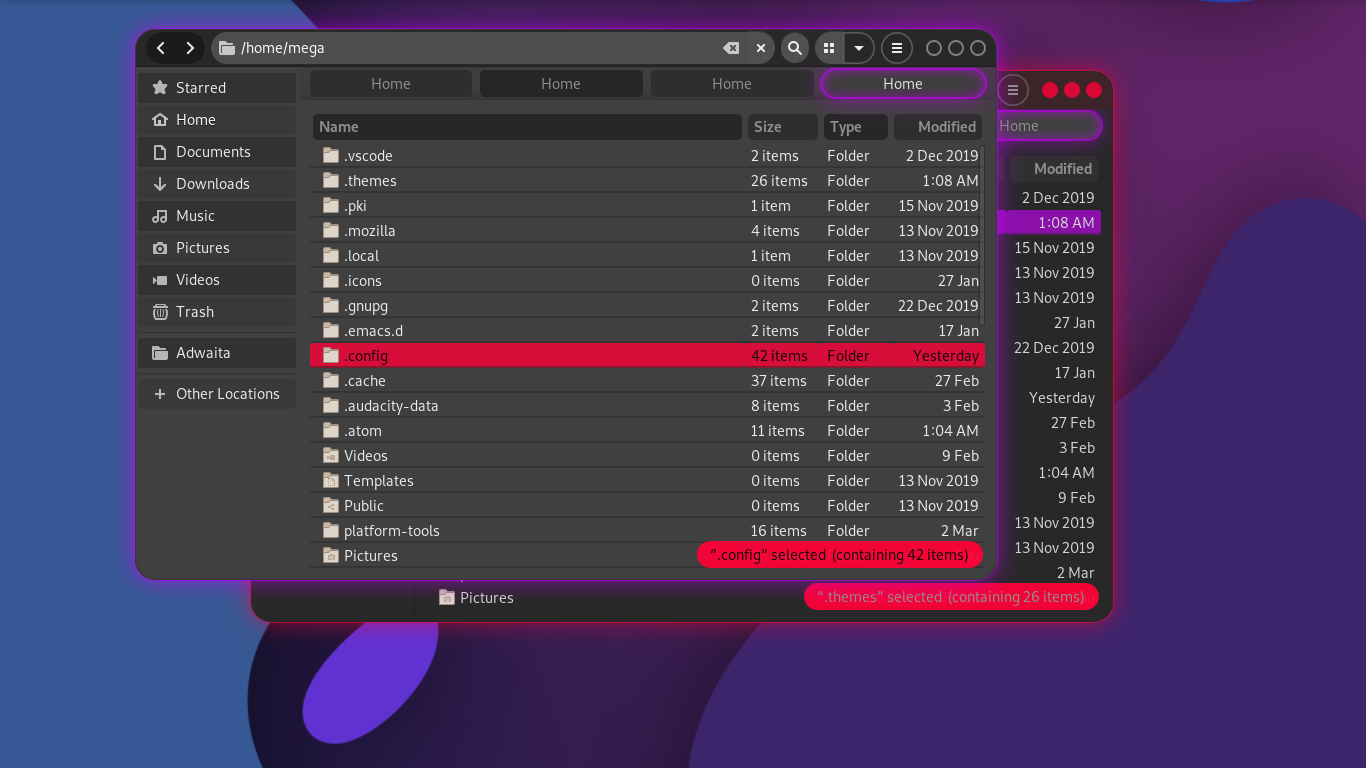 /home/mega
Home Home Home Home
Starred
Home
Documents
Downloads
Music
Pictures
Videos
Trash
Adwaita
Other Locations
Name Size Type Modified
.vscode 2 items Folder 2 Dec 2019
.themes 26 items Folder 1:08 AM
.pki 1 item Folder 15 Nov 2019
.mozilla 4 items Folder 13 Nov 2019
.local 1 item Folder 13 Nov 2019
.icons 0 items Folder 27 Jan
.gnupg 2 items Folder 22 Dec 2019
.emacs.d 2 items Folder 17 Jan
.config 42 items Folder Yesterday
.cache 37 items Folder 27 Feb
.audacity-data 8 items Folder 3 Feb
.atom 11 items Folder 1:04 AM
Videos 0 items Folder 9 Feb
Templates 0 items Folder 13 Nov 2019
Public 0 items Folder 13 Nov 2019
platform-tools 16 items Folder 2 Mar
Pictures
“.config” selected (containing 42 items)
Home
Modified
2 Dec 2019
1:08 AM
15 Nov 2019
13 Nov 2019
13 Nov 2019
27 Jan
22 Dec 2019
17 Jan
Yesterday
27 Feb
3 Feb
1:04 AM
9 Feb
13 Nov 2019
13 Nov 2019
2 Mar
Pictures
“.themes” selected (containing 26 items)